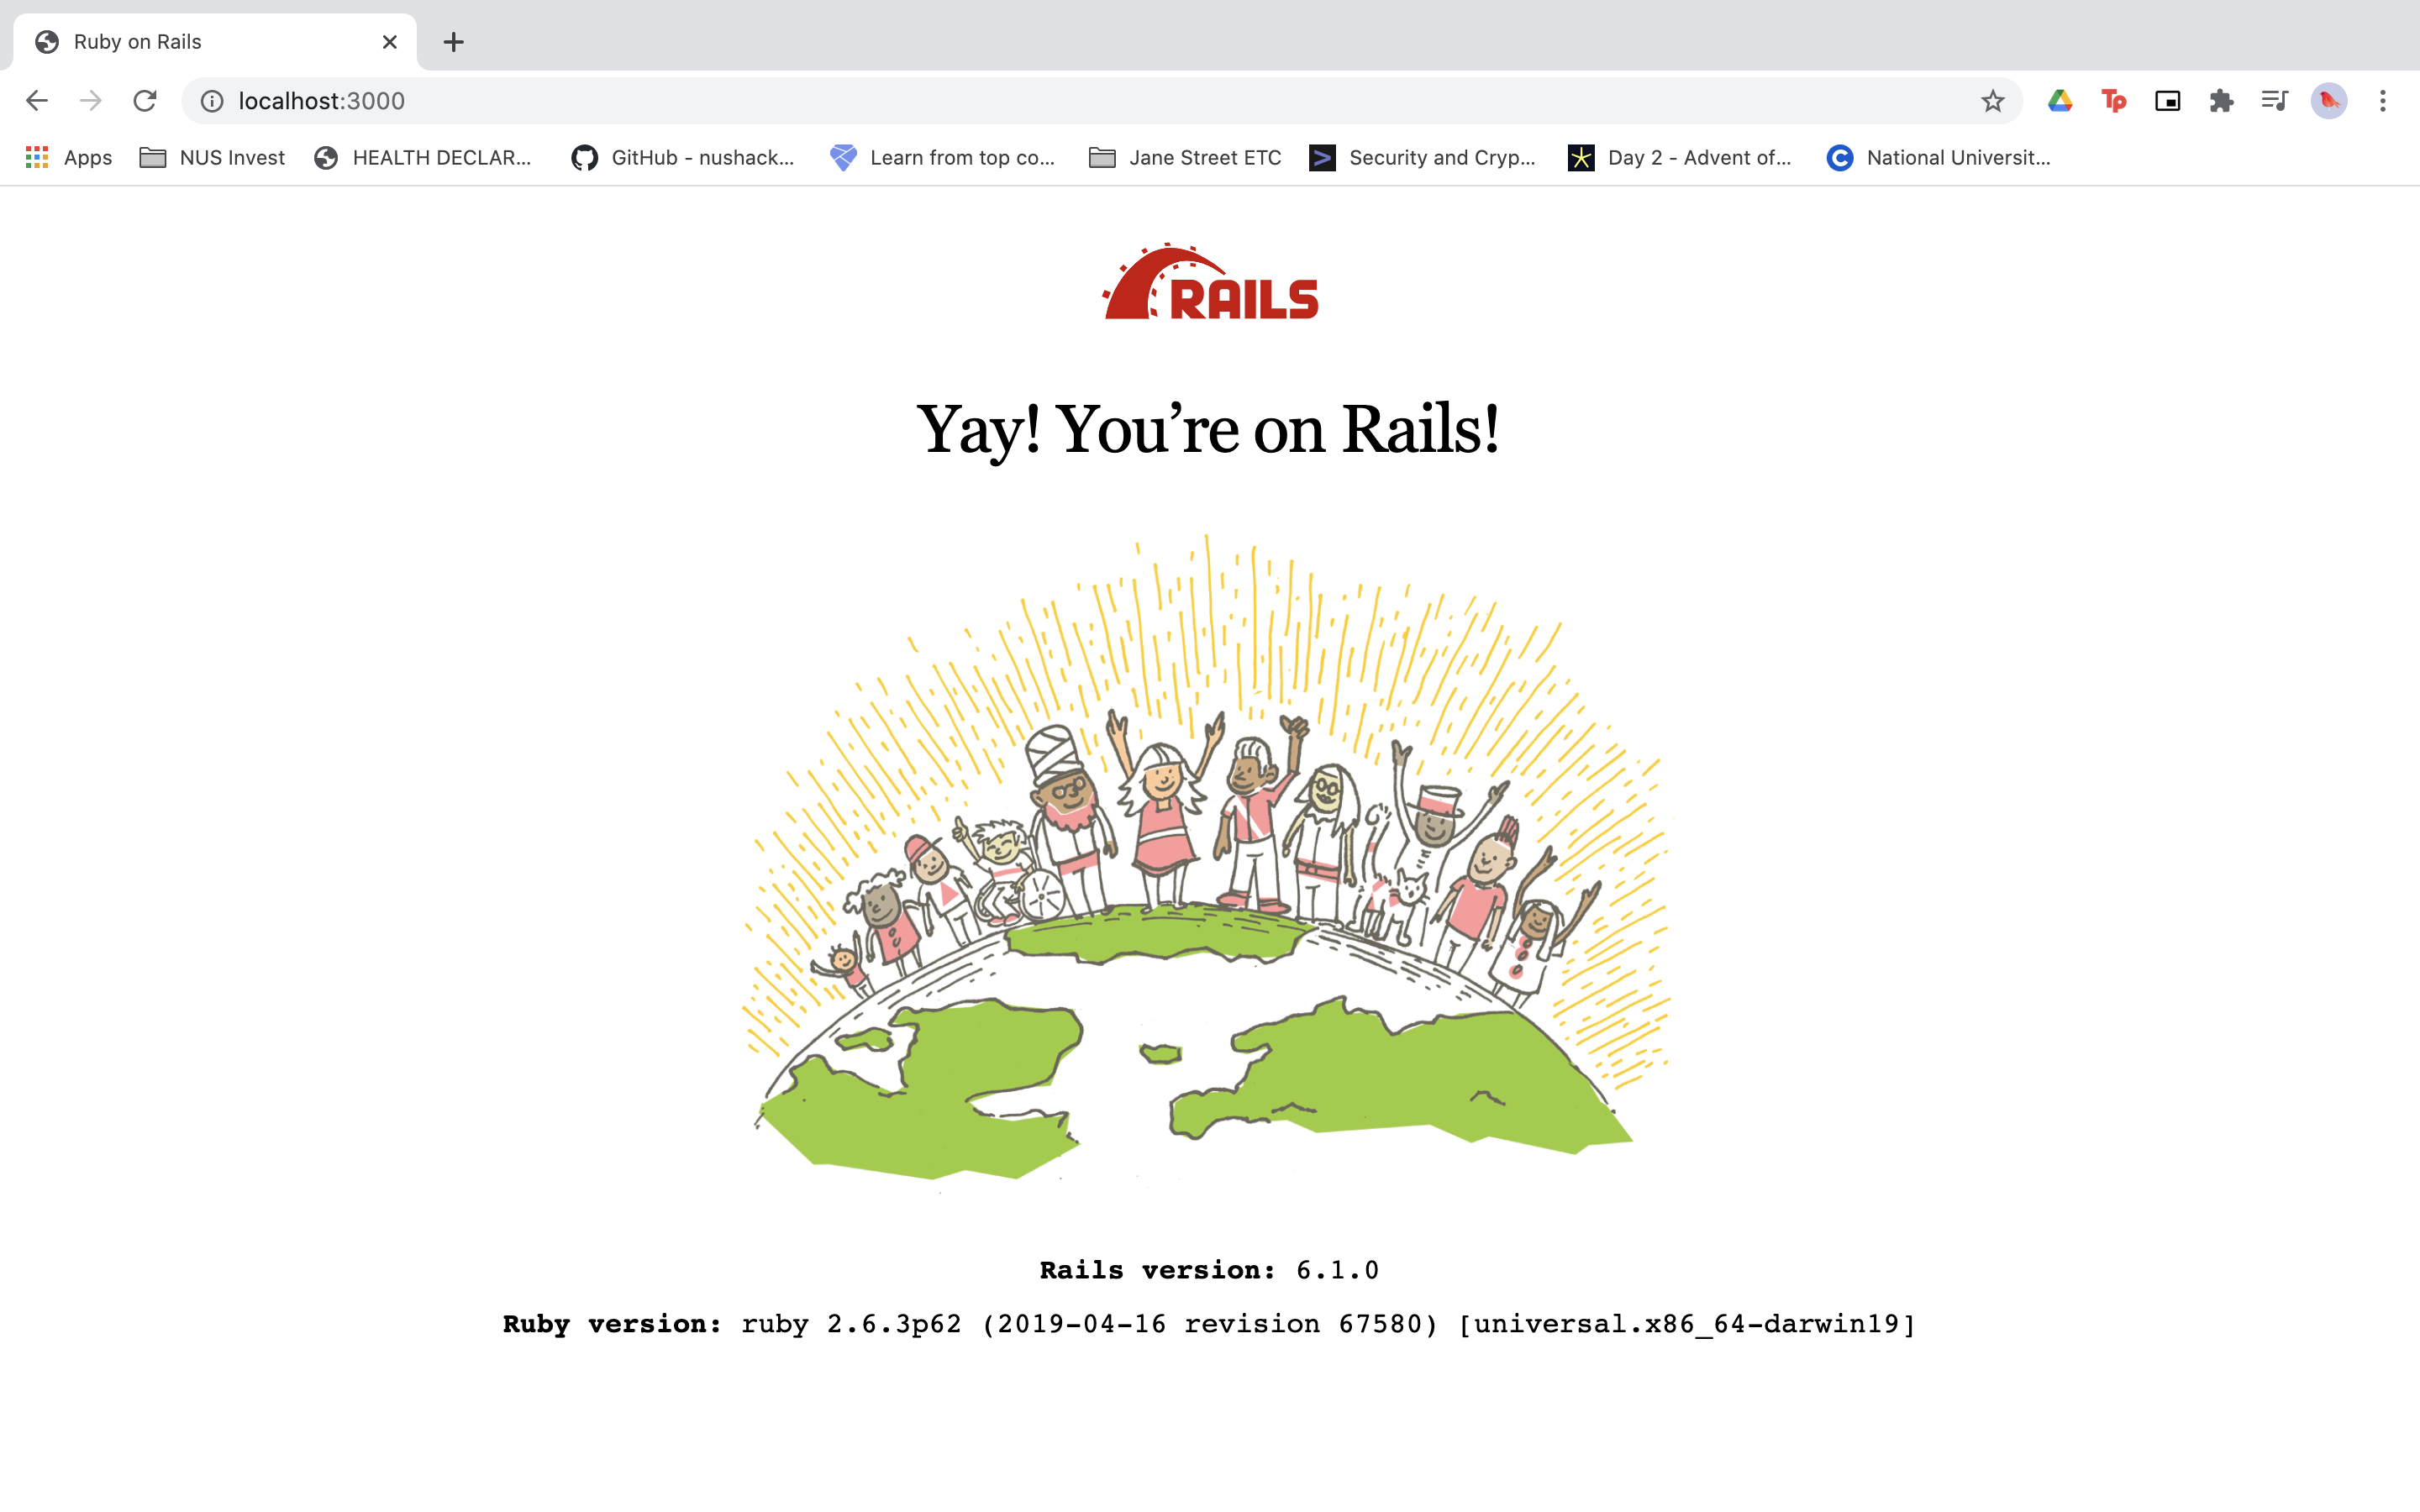 Ruby on Rails
localhost:3000
Apps NUS Invest HEALTH DECLAR... GitHub - nushack... Learn from top co... Jane Street ETC Security and Cryp... Day 2 - Advent of... National Universit...
RAILS
Yay! You’re on Rails!
Rails version: 6.1.0
Ruby version: ruby 2.6.3p62 (2019-04-16 revision 67580) [universal.x86_64-darwin19]